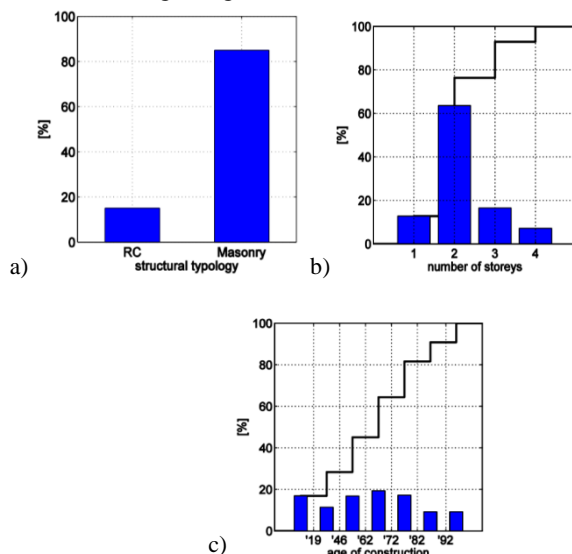 100
80
60
40
20
0
[%]
RC Masonry
structural typology
a)
100
80
60
40
20
0
[%]
1 2 3 4
number of storeys
b)
100
80
60
40
20
0
[%]
'19 '46 '62 '72 '82 '92
age of construction
c)